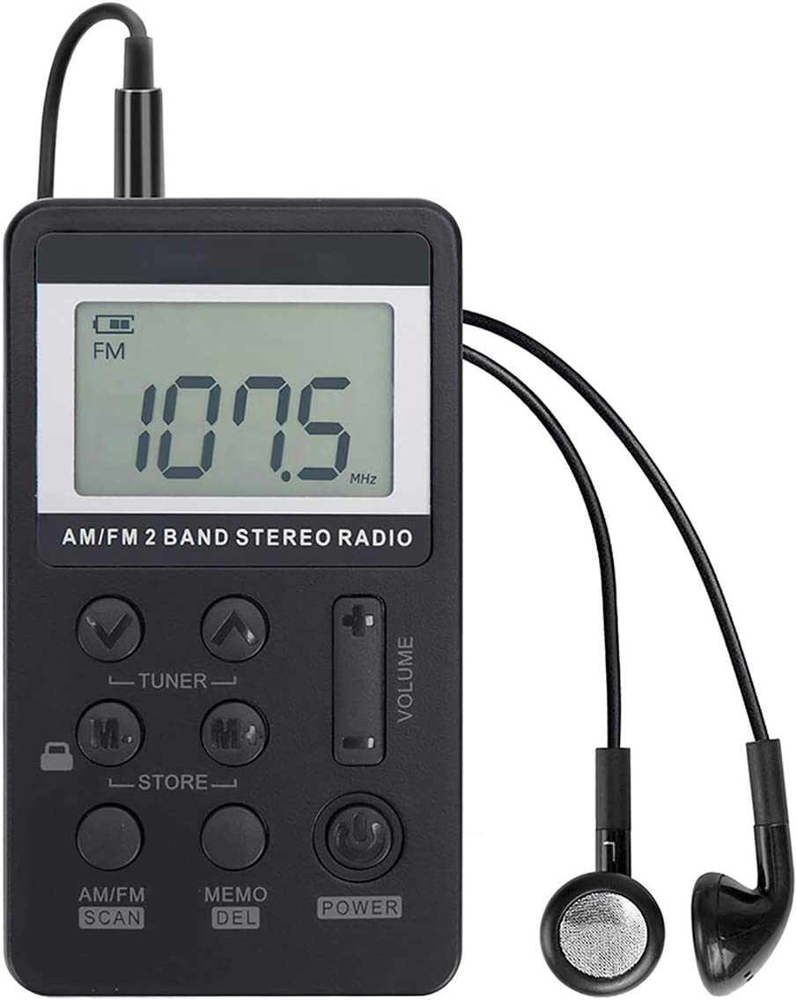 FM
107.5
MHz
AM/FM 2 BAND STEREO RADIO
TUNER
VOLUME
M-
M+
STORE
AM/FM
SCAN
MEMO
DEL
POWER
L